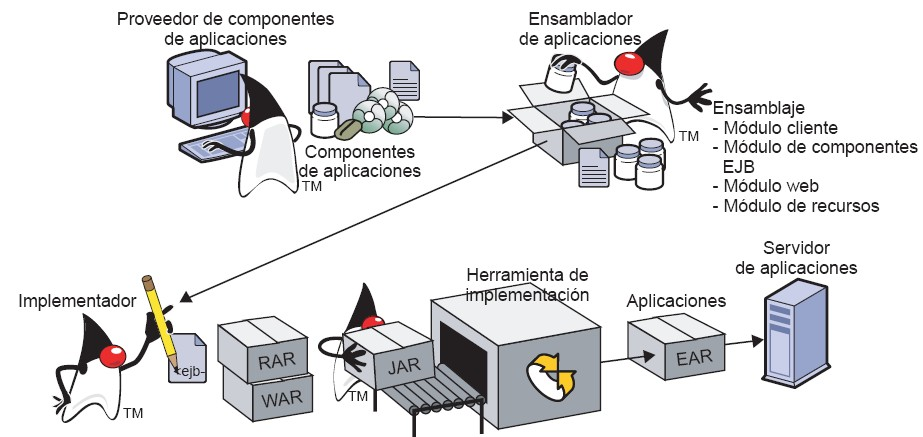 Proveedor de componentes
de aplicaciones
Ensamblador
de aplicaciones
TM
Componentes
de aplicaciones
TM
Ensamblaje
- Módulo cliente
- Módulo de componentes
EJB
- Módulo web
- Módulo de recursos
Implementador
<ejb-
TM
RAR
WAR
JAR
TM
Herramienta de
implementación
Aplicaciones
EAR
Servidor
de aplicaciones